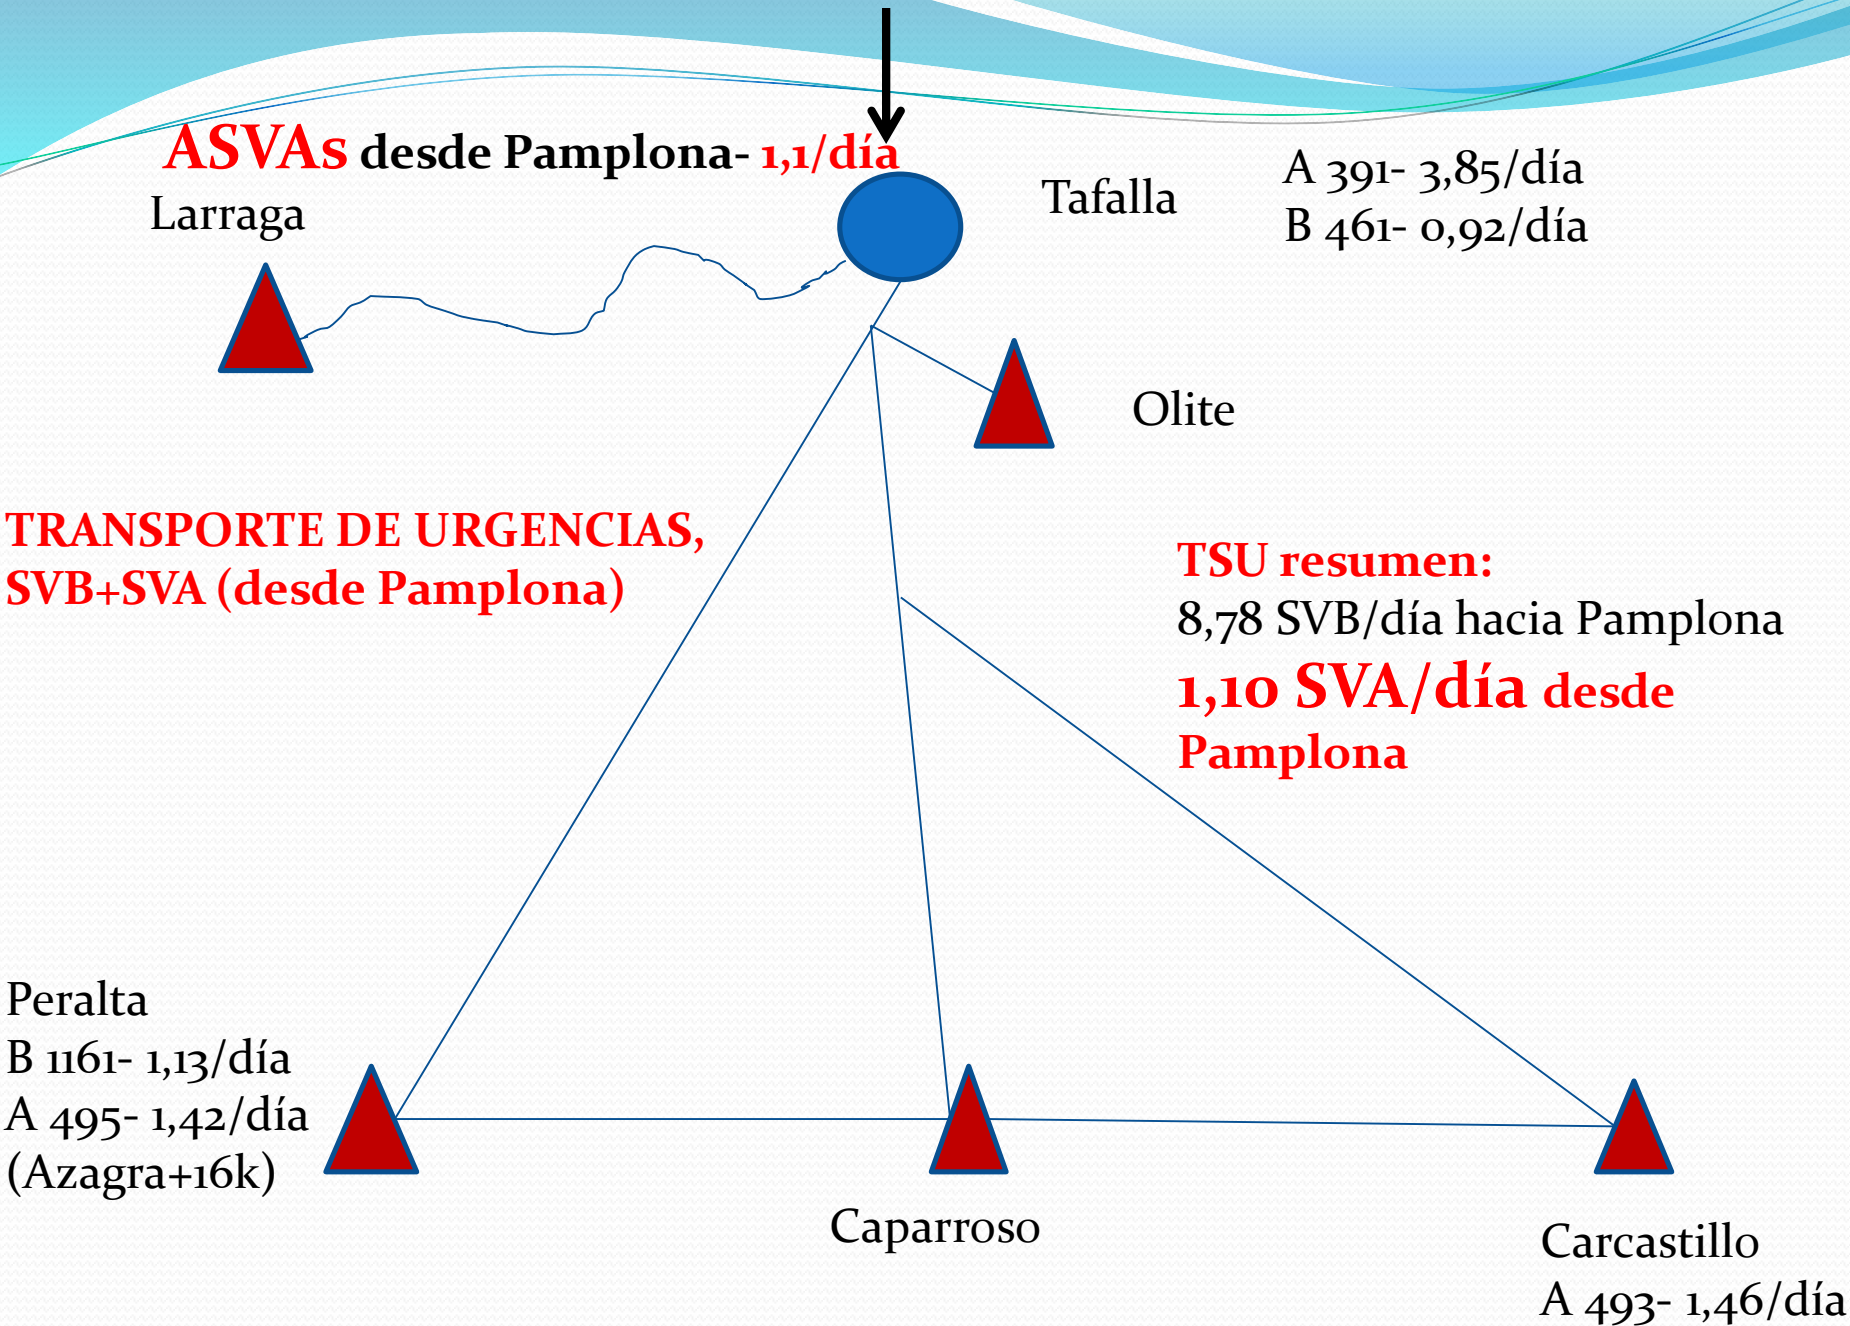 ASVAs desde Pamplona- 1,1/día
Larraga
Tafalla
A 391- 3,85/día
B 461- 0,92/día
Olite
TRANSPORTE DE URGENCIAS,
SVB+SVA (desde Pamplona)
TSU resumen:
8,78 SVB/día hacia Pamplona
1,10 SVA/día desde
Pamplona
Peralta
B 1161- 1,13/día
A 495- 1,42/día
(Azagra+16k)
Caparroso
Carcastillo
A 493- 1,46/día